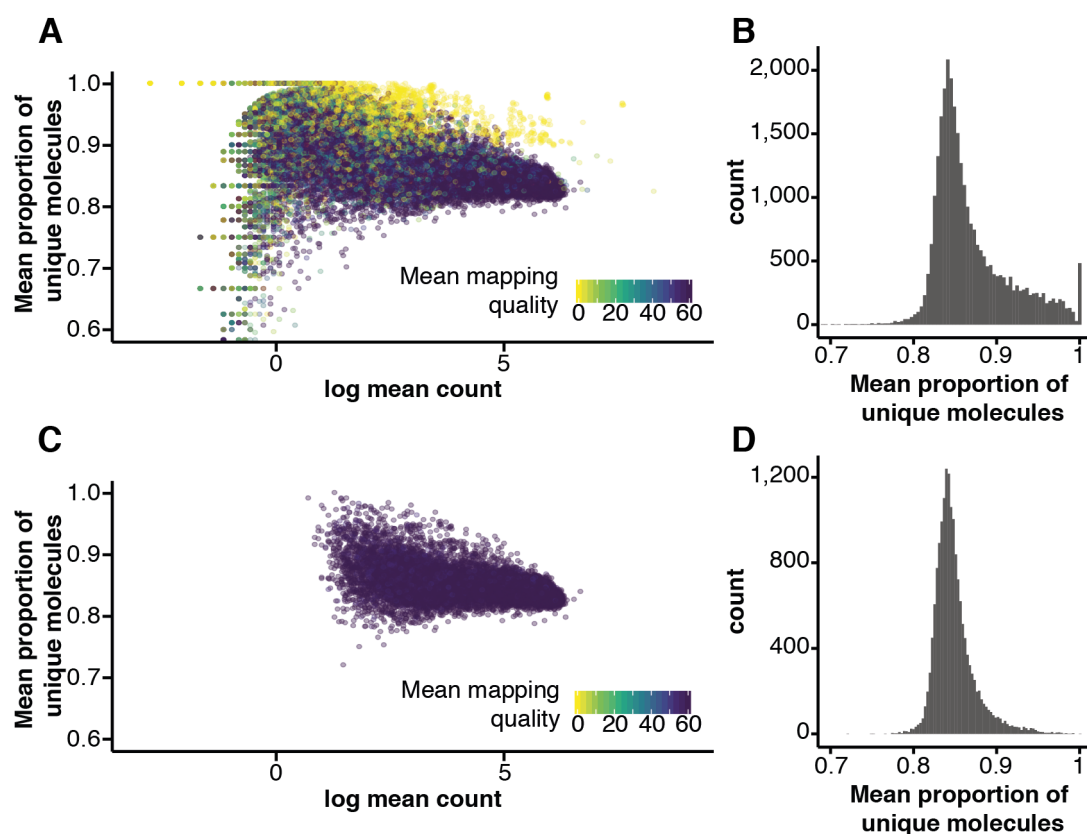 A
Mean proportion of
unique molecules
1.0
0.9
0.8
0.7
0.6
Mean mapping
quality
0 20 40 60
0 5
log mean count
B
count
2,000
1,500
1,000
500
0
0.7 0.8 0.9 1
Mean proportion of
unique molecules
C
Mean proportion of
unique molecules
1.0
0.9
0.8
0.7
0.6
Mean mapping
quality
0 20 40 60
0 5
log mean count
D
count
1,200
800
400
0
0.7 0.8 0.9 1
Mean proportion of
unique molecules